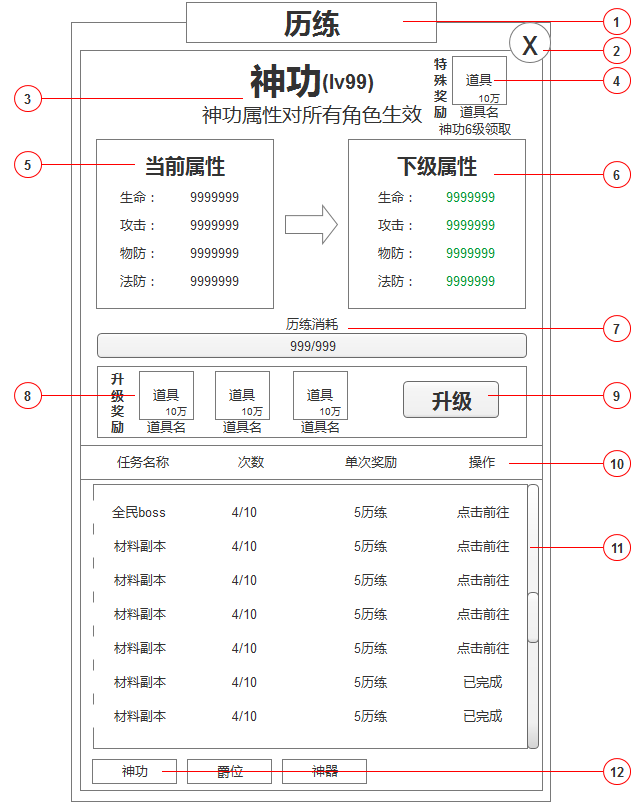 历练
1
X
2
神功(lv99)
3
神功属性对所有角色生效
特殊奖励
道具
10万
道具名
神功6级领取
4
当前属性
5
生命： 9999999
攻击： 9999999
物防： 9999999
法防： 9999999
下级属性
6
生命： 9999999
攻击： 9999999
物防： 9999999
法防： 9999999
历练消耗
7
999/999
升级奖励
8
道具
10万
道具名
道具
10万
道具名
道具
10万
道具名
升级
9
任务名称 次数 单次奖励 操作
10
全民boss 4/10 5历练 点击前往
材料副本 4/10 5历练 点击前往
11
材料副本 4/10 5历练 点击前往
材料副本 4/10 5历练 点击前往
材料副本 4/10 5历练 点击前往
材料副本 4/10 5历练 已完成
材料副本 4/10 5历练 已完成
神功 爵位 神器
12